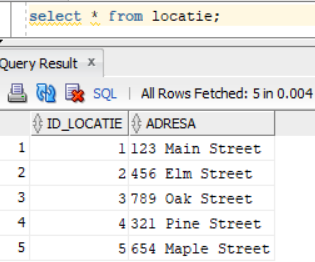 select * from locatie;
Query Result x
SQL | All Rows Fetched: 5 in 0.004
ID_LOCATIE ADRESA
1 1 123 Main Street
2 2 456 Elm Street
3 3 789 Oak Street
4 4 321 Pine Street
5 5 654 Maple Street